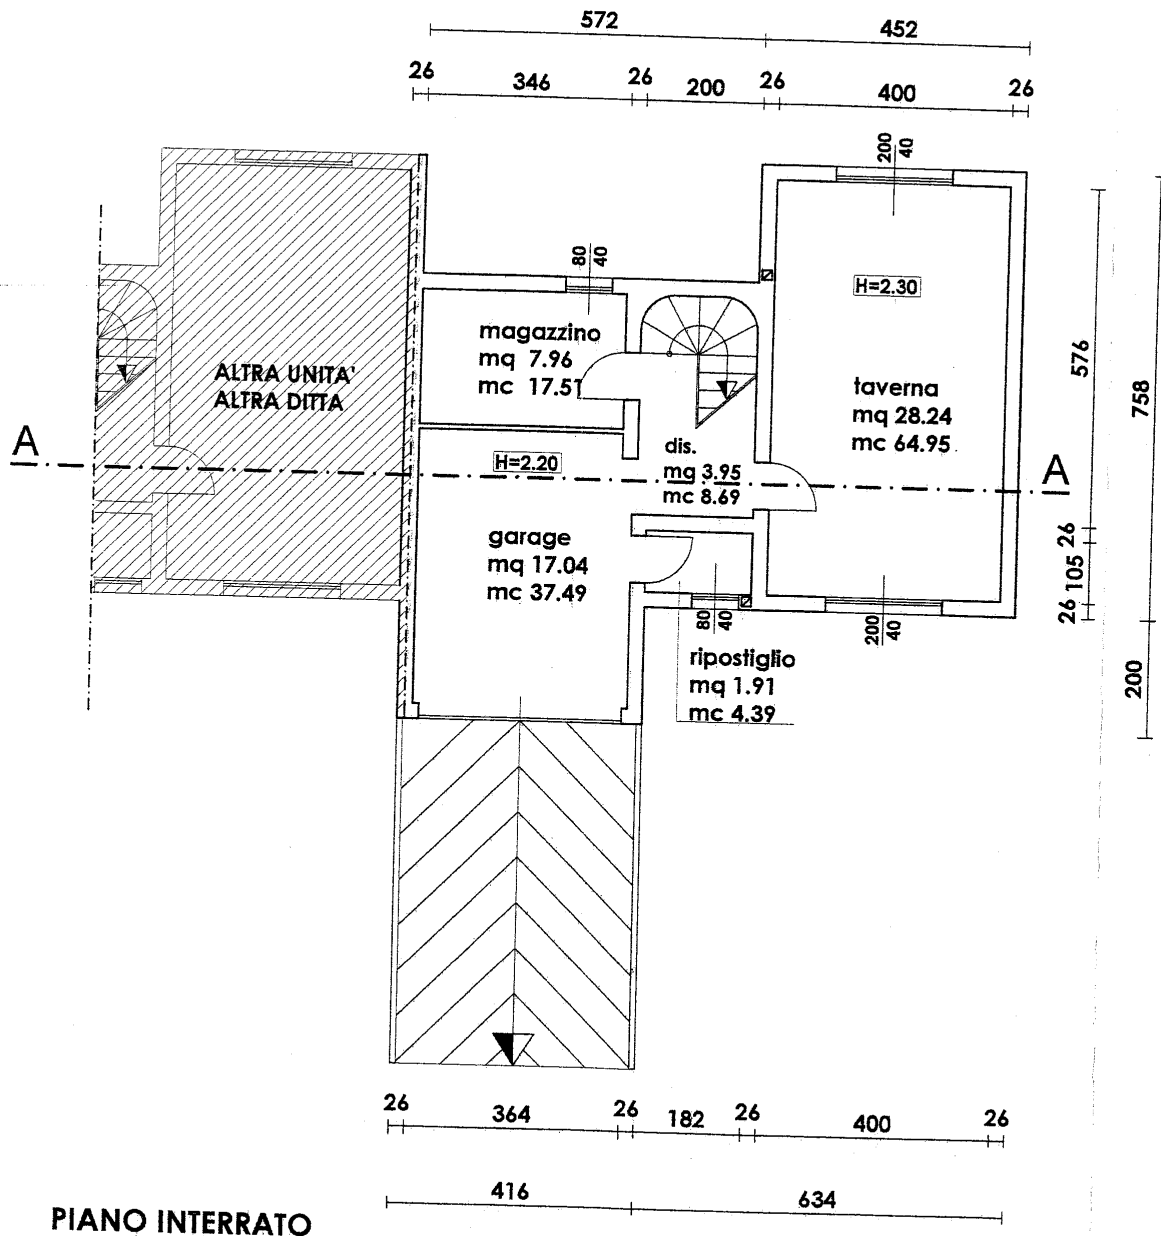 572
452
26
346
26
200
26
400
26
200
40
80
40
H=2.30
magazzino
mq 7.96
mc 17.51
ALTRA UNITA'
ALTRA DITTA
taverna
mq 28.24
mc 64.95
576
758
A
A
H=2.20
dis.
mq 3.95
mc 8.69
garage
mq 17.04
mc 37.49
26
105
26
80
40
200
40
ripostiglio
mq 1.91
mc 4.39
200
26
364
26
182
26
400
26
416
634
PIANO INTERRATO